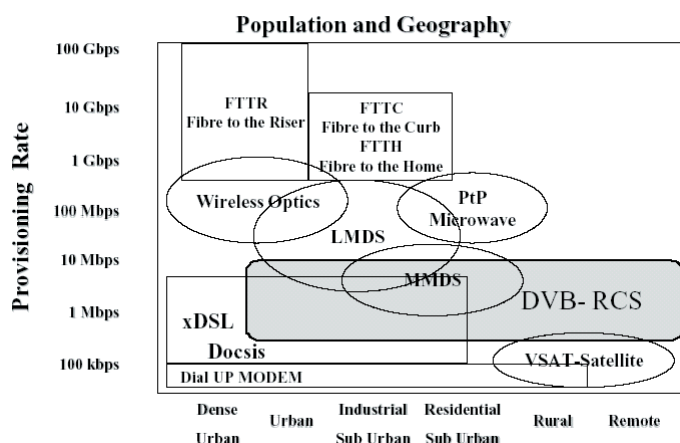 Population and Geography
Provisioning Rate
100 Gbps
10 Gbps
1 Gbps
100 Mbps
10 Mbps
1 Mbps
100 kbps
FTTR
Fibre to the Riser
FTTC
Fibre to the Curb
FTTH
Fibre to the Home
Wireless Optics
PtP
Microwave
LMDS
MMDS
DVB- RCS
xDSL
Docsis
VSAT-Satellite
Dial UP MODEM
Dense
Urban
Urban
Industrial
Sub Urban
Residential
Sub Urban
Rural
Remote